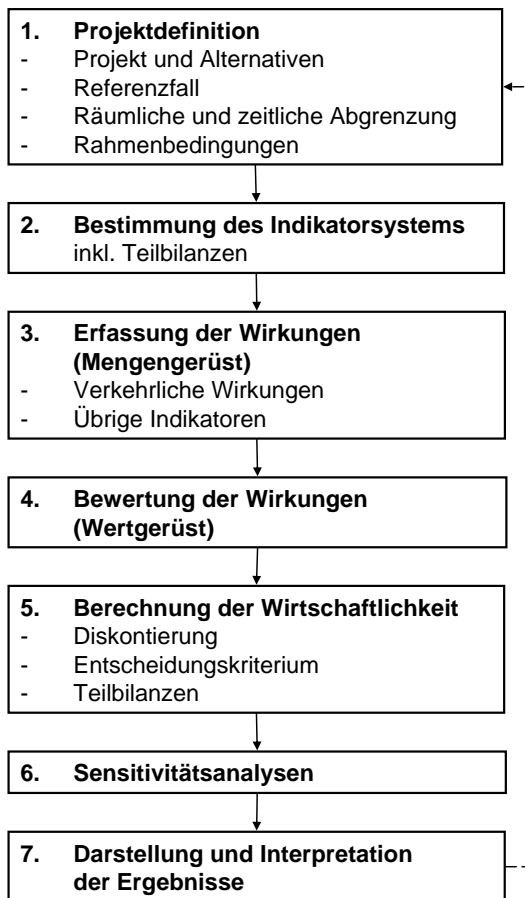 1. Projektdefinition
- Projekt und Alternativen
- Referenzfall
- Räumliche und zeitliche Abgrenzung
- Rahmenbedingungen
2. Bestimmung des Indikatorsystems
inkl. Teilbilanzen
3. Erfassung der Wirkungen
(Mengengerüst)
- Verkehrliche Wirkungen
- Übrige Indikatoren
4. Bewertung der Wirkungen
(Wertgerüst)
5. Berechnung der Wirtschaftlichkeit
- Diskontierung
- Entscheidungskriterium
- Teilbilanzen
6. Sensitivitätsanalysen
7. Darstellung und Interpretation
der Ergebnisse